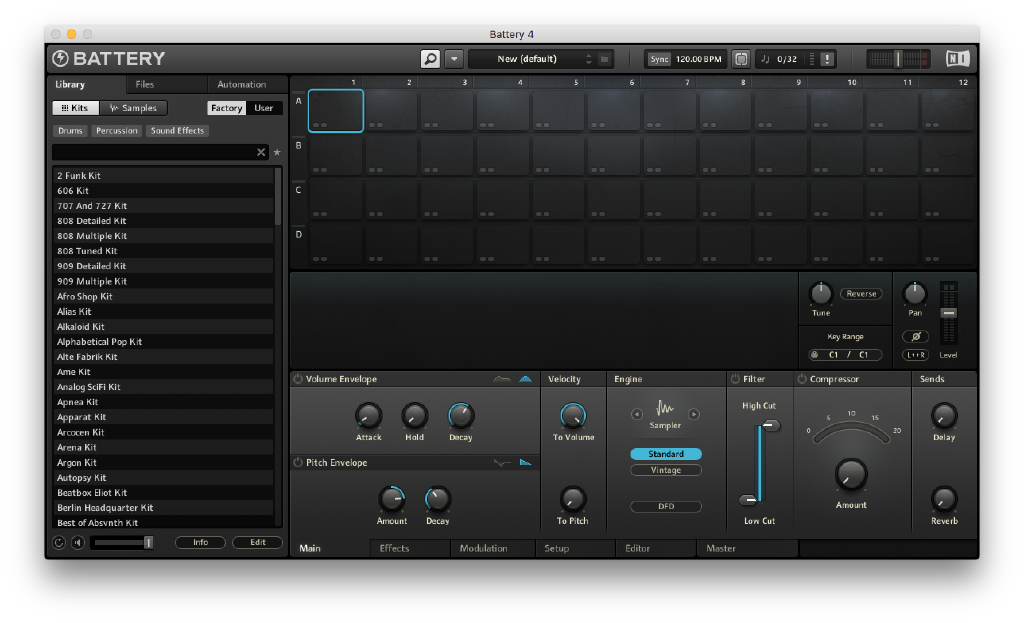 Battery 4
BATTERY
New (default)
Sync 120.00 BPM
0/32
!
Library Files Automation
Kits Samples Factory User
Drums Percussion Sound Effects
2 Funk Kit
606 Kit
707 And 727 Kit
808 Detailed Kit
808 Multiple Kit
808 Tuned Kit
909 Detailed Kit
909 Multiple Kit
Afro Shop Kit
Alias Kit
Alkaloid Kit
Alphabetical Pop Kit
Alte Fabrik Kit
Ame Kit
Analog SciFi Kit
Apnea Kit
Apparat Kit
Arcocen Kit
Arena Kit
Argon Kit
Autopsy Kit
Beatbox Eliot Kit
Berlin Headquarter Kit
Best of Absynth Kit
Info Edit
1 2 3 4 5 6 7 8 9 10 11 12
A
B
C
D
Tune Reverse
Key Range
C1 / C1
Pan
L↔R Level
Volume Envelope
Attack Hold Decay
Pitch Envelope
Amount Decay
Velocity
To Volume
To Pitch
Engine
Sampler
Standard
Vintage
DFD
Filter
High Cut
Low Cut
Compressor
0 5 10 15 20
Amount
Sends
Delay
Reverb
Main Effects Modulation Setup Editor Master